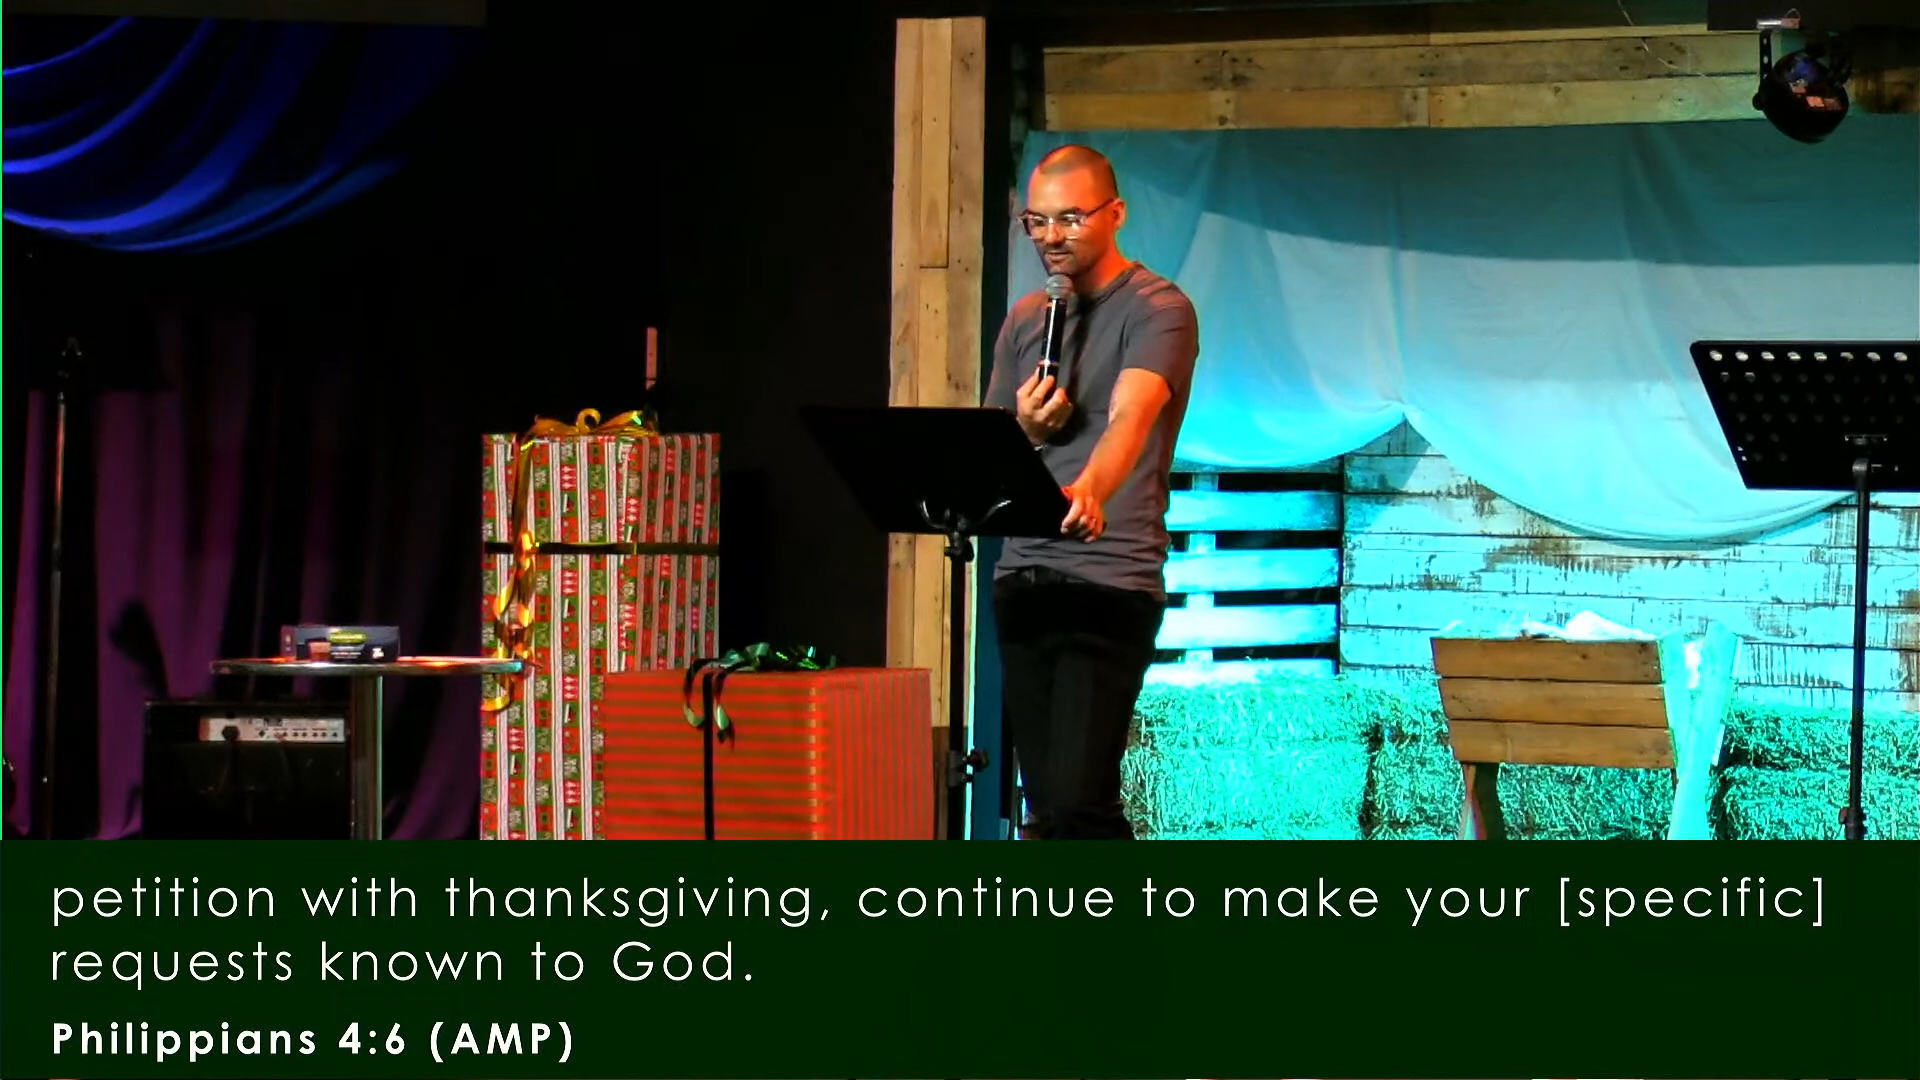 petition with thanksgiving, continue to make your [specific]
requests known to God.
Philippians 4:6 (AMP)